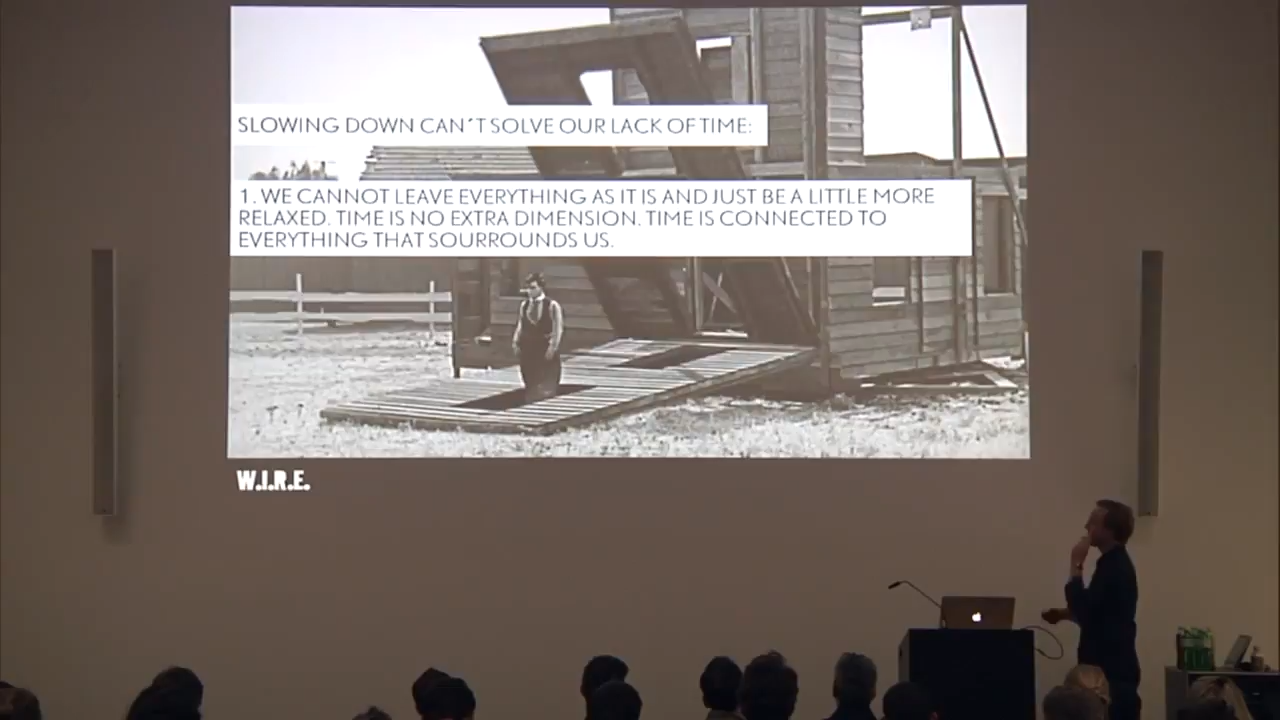 SLOWING DOWN CAN´T SOLVE OUR LACK OF TIME:
1. WE CANNOT LEAVE EVERYTHING AS IT IS AND JUST BE A LITTLE MORE
RELAXED. TIME IS NO EXTRA DIMENSION. TIME IS CONNECTED TO
EVERYTHING THAT SOURROUNDS US.
W.I.R.E.